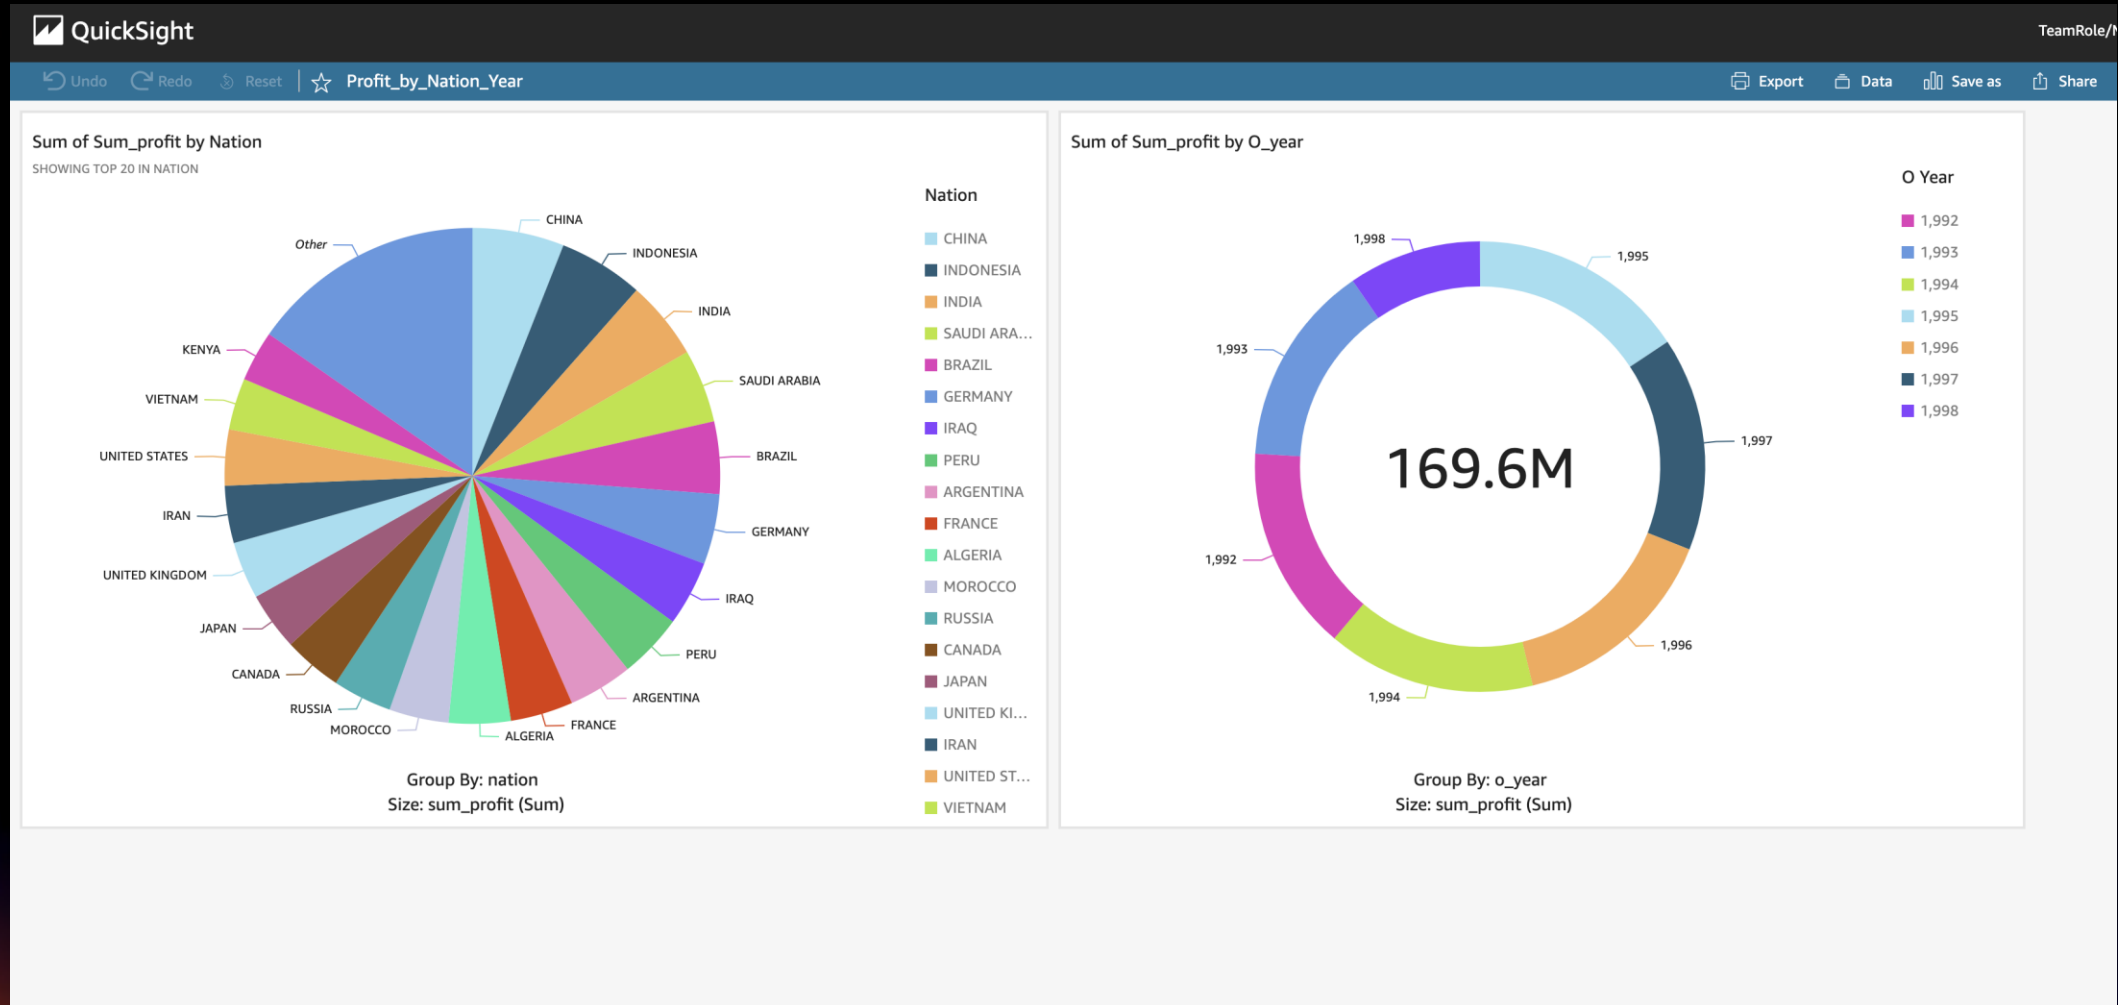 QuickSight
TeamRole/
Undo
Redo
Reset
Profit_by_Nation_Year
Export
Data
Save as
Share
Sum of Sum_profit by Nation
SHOWING TOP 20 IN NATION
CHINA
INDONESIA
INDIA
SAUDI ARABIA
BRAZIL
GERMANY
IRAQ
PERU
ARGENTINA
FRANCE
ALGERIA
MOROCCO
RUSSIA
CANADA
JAPAN
UNITED KINGDOM
IRAN
UNITED STATES
VIETNAM
KENYA
Other
Group By: nation
Size: sum_profit (Sum)
Nation
CHINA
INDONESIA
INDIA
SAUDI ARA...
BRAZIL
GERMANY
IRAQ
PERU
ARGENTINA
FRANCE
ALGERIA
MOROCCO
RUSSIA
CANADA
JAPAN
UNITED KI...
IRAN
UNITED ST...
VIETNAM
Sum of Sum_profit by O_year
1,995
1,997
1,996
1,994
1,992
1,993
1,998
169.6M
Group By: o_year
Size: sum_profit (Sum)
O Year
1,992
1,993
1,994
1,995
1,996
1,997
1,998